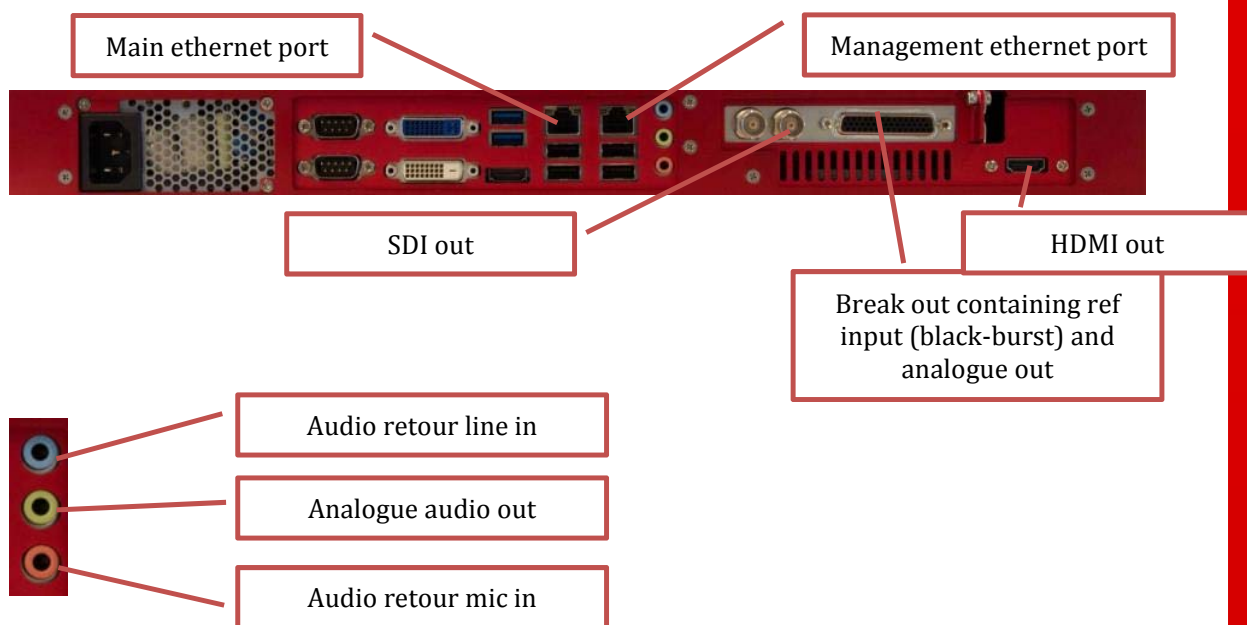 Main ethernet port
Management ethernet port
SDI out
HDMI out
Break out containing ref
input (black-burst) and
analogue out
Audio retour line in
Analogue audio out
Audio retour mic in